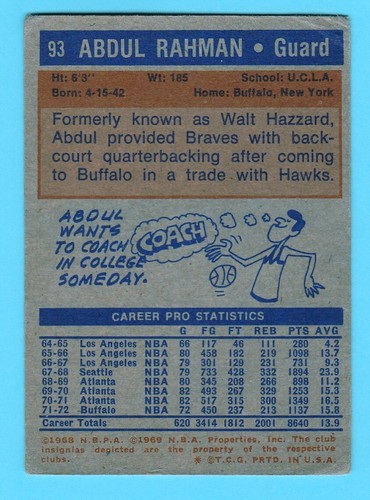 93 ABDUL RAHMAN • Guard
Ht: 6'3" Wt: 185 School: U.C.L.A.
Born: 4-15-42 Home: Buffalo, New York
Formerly known as Walt Hazzard,
Abdul provided Braves with back-
court quarterbacking after coming
to Buffalo in a trade with Hawks.
ABDUL
WANTS
TO COACH
IN COLLEGE
SOMEDAY.
COACH
CAREER PRO STATISTICS
G FG FT REB PTS AVG
64-65 Los Angeles NBA 66 117 46 111 280 4.2
65-66 Los Angeles NBA 80 458 182 219 1098 13.7
66-67 Los Angeles NBA 79 301 129 231 731 9.3
67-68 Seattle NBA 79 733 428 332 1894 23.9
68-69 Atlanta NBA 80 345 208 266 898 11.2
69-70 Atlanta NBA 82 493 267 329 1253 15.3
70-71 Atlanta NBA 82 517 315 300 1349 16.5
71-72 Buffalo NBA 72 450 237 213 1137 15.8
Career Totals 620 3414 1812 2001 8640 13.9
©1968 N.B.P.A. ©1969 N.B.A. Properties, Inc. The club
insignias depicted are the property of the respective
clubs. * ©T.C.G. PRTD. IN U.S.A.